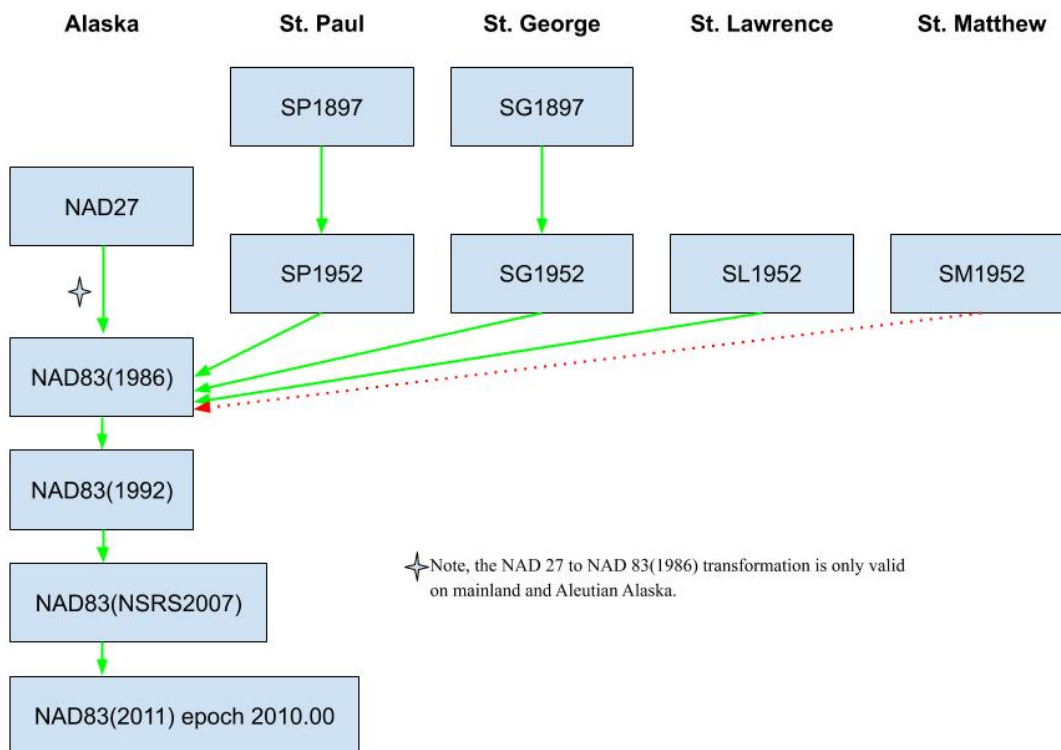 Alaska
St. Paul
St. George
St. Lawrence
St. Matthew
SP1897
SG1897
NAD27
SP1952
SG1952
SL1952
SM1952
NAD83(1986)
NAD83(1992)
Note, the NAD 27 to NAD 83(1986) transformation is only valid
on mainland and Aleutian Alaska.
NAD83(NSRS2007)
NAD83(2011) epoch 2010.00